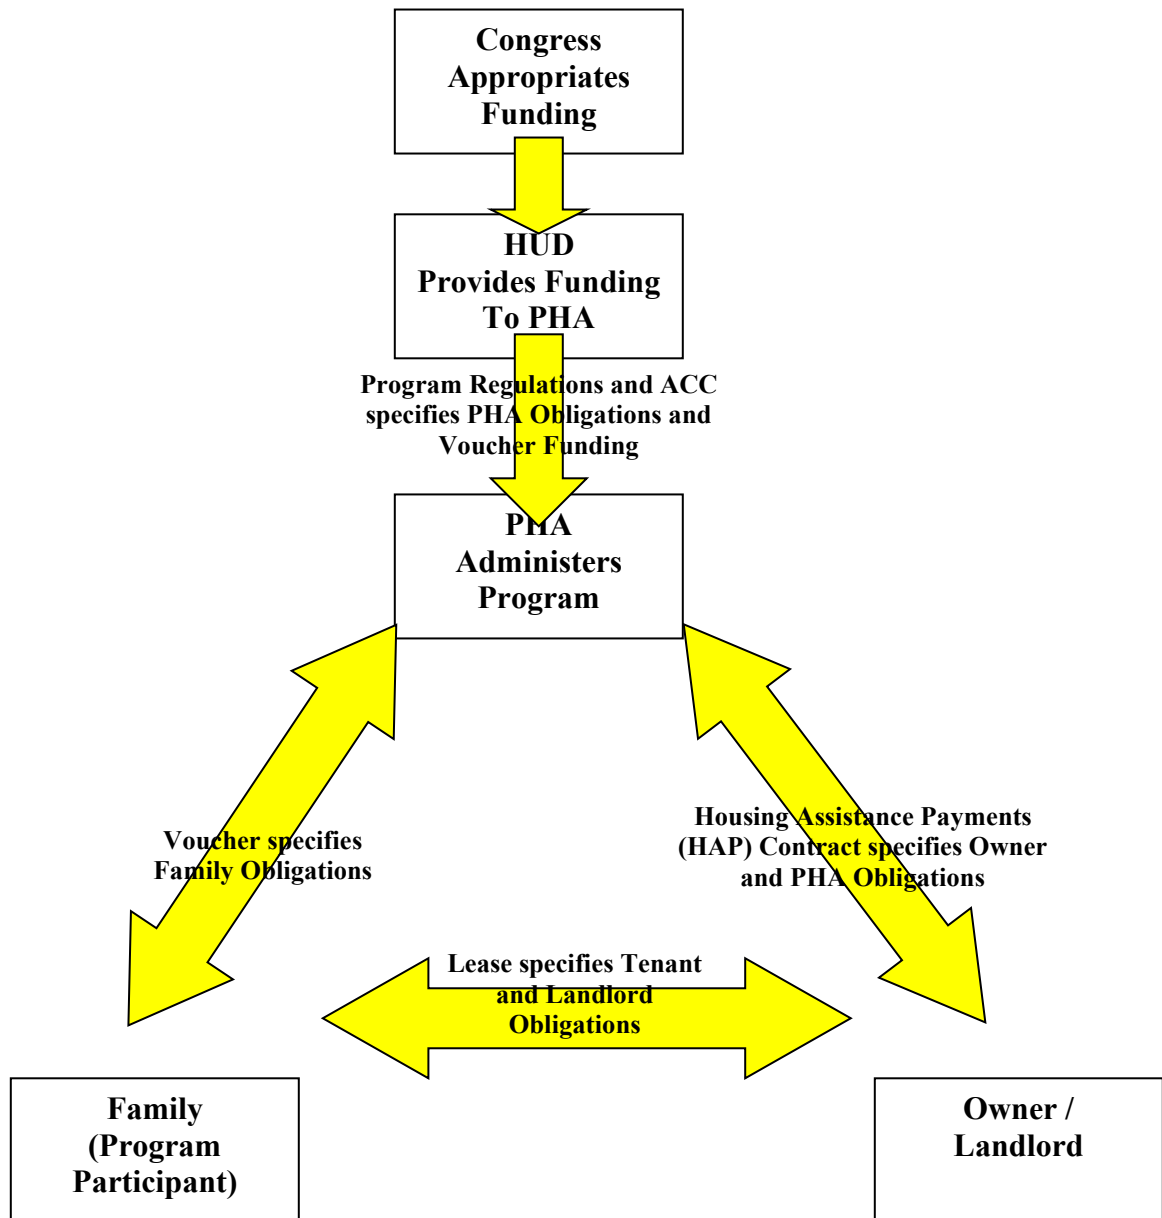 Congress
Appropriates
Funding
HUD
Provides Funding
To PHA
Program Regulations and ACC
specifies PHA Obligations and
Voucher Funding
PHA
Administers
Program
Voucher specifies
Family Obligations
Housing Assistance Payments
(HAP) Contract specifies Owner
and PHA Obligations
Lease specifies Tenant
and Landlord
Obligations
Family
(Program
Participant)
Owner /
Landlord